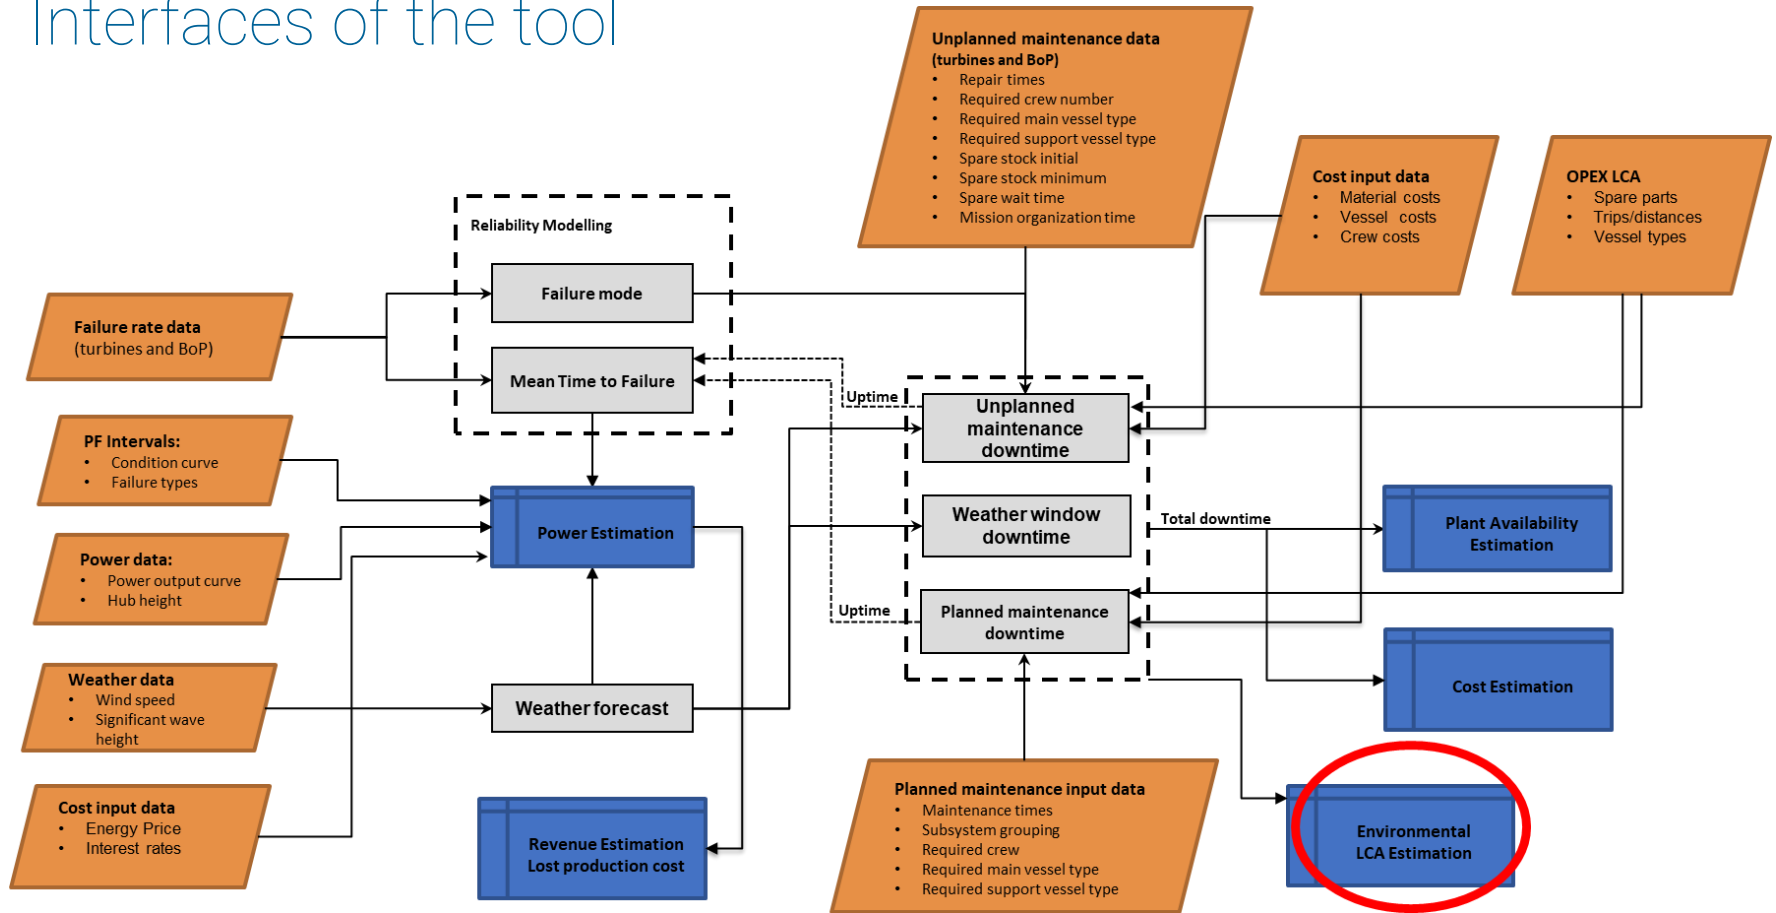 Interfaces of the tool
Unplanned maintenance data
(turbines and BoP)
• Repair times
• Required crew number
• Required main vessel type
• Required support vessel type
• Spare stock initial
• Spare stock minimum
• Spare wait time
• Mission organization time
Cost input data
• Material costs
• Vessel costs
• Crew costs
OPEX LCA
• Spare parts
• Trips/distances
• Vessel types
Reliability Modelling
Failure mode
Mean Time to Failure
Failure rate data
(turbines and BoP)
PF Intervals:
• Condition curve
• Failure types
Power data:
• Power output curve
• Hub height
Weather data
• Wind speed
• Significant wave
height
Cost input data
• Energy Price
• Interest rates
Power Estimation
Weather forecast
Revenue Estimation
Lost production cost
Uptime
Unplanned
maintenance
downtime
Weather window
downtime
Uptime
Planned maintenance
downtime
Total downtime
Plant Availability
Estimation
Cost Estimation
Planned maintenance input data
• Maintenance times
• Subsystem grouping
• Required crew
• Required main vessel type
• Required support vessel type
Environmental
LCA Estimation